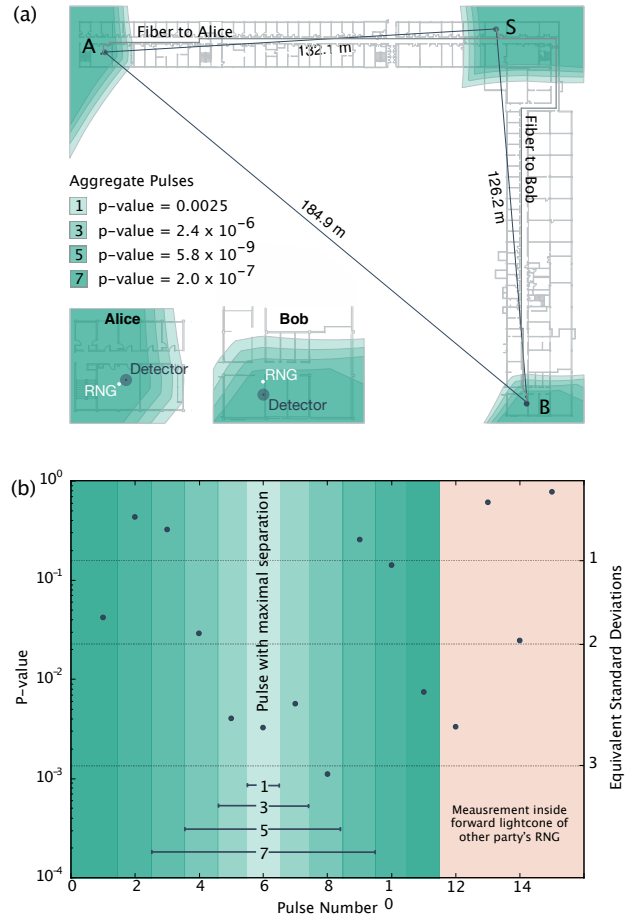 (a)
A
Fiber to Alice
S
132.1 m
Fiber to Bob
126.2 m
184.9 m
Aggregate Pulses
1 p-value = 0.0025
3 p-value = 2.4 x 10⁻⁶
5 p-value = 5.8 x 10⁻⁹
7 p-value = 2.0 x 10⁻⁷
Alice
RNG
Detector
Bob
RNG
Detector
B
(b)
P-value
10⁰
10⁻¹
10⁻²
10⁻³
10⁻⁴
Pulse with maximal separation
1
3
5
7
Meausrement inside
forward lightcone of
other party's RNG
1
2
3
Equivalent Standard Deviations
0 2 4 6 8 1 12 14
0
Pulse Number